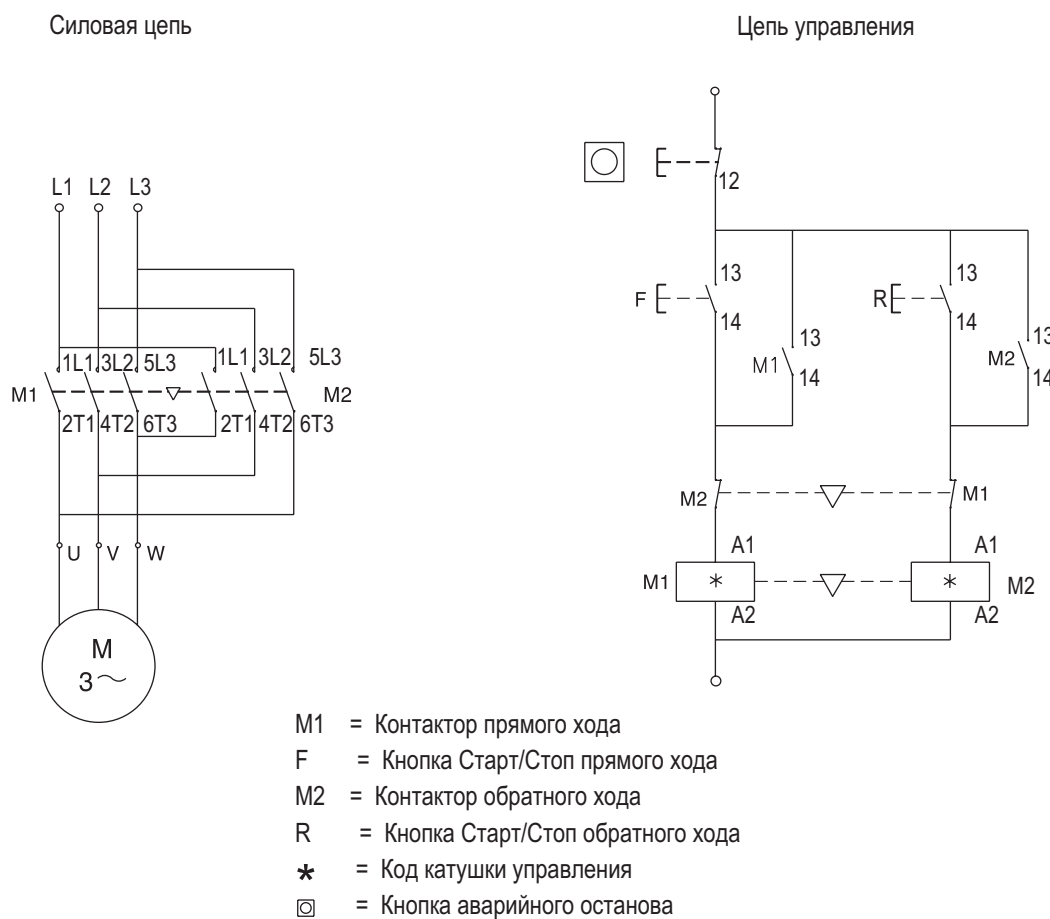 Силовая цепь
Цепь управления
L1 L2 L3
1L1 3L2 5L3 1L1 3L2 5L3
M1 M2
2T1 4T2 6T3 2T1 4T2 6T3
U V W
M
3~
12
F 13 R 13
14 14
M1 13 M2 13
14 14
M2 M1
A1 A1
M1 * * M2
A2 A2
M1 = Контактор прямого хода
F = Кнопка Старт/Стоп прямого хода
M2 = Контактор обратного хода
R = Кнопка Старт/Стоп обратного хода
* = Код катушки управления
= Кнопка аварийного останова